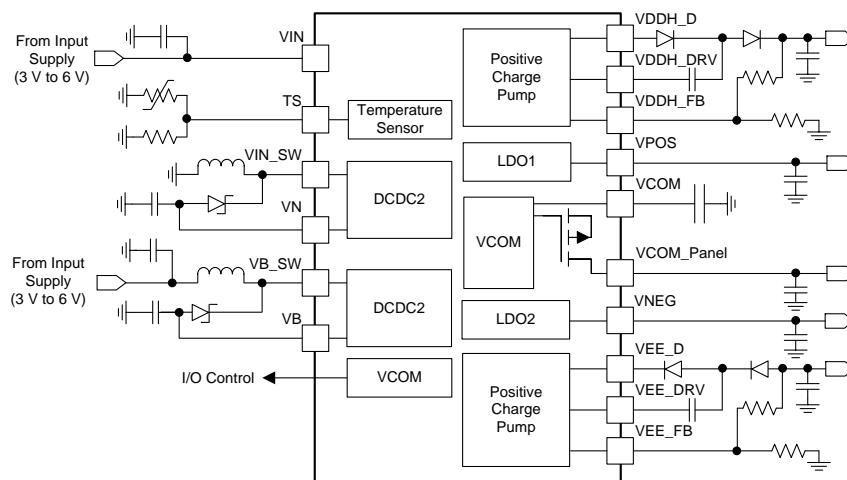 From Input
Supply
(3 V to 6 V)
VIN
TS
Temperature
Sensor
VIN_SW
VN
DCDC2
From Input
Supply
(3 V to 6 V)
VB_SW
VB
DCDC2
I/O Control
VCOM
Positive
Charge
Pump
VDDH_D
VDDH_DRV
VDDH_FB
LDO1
VPOS
VCOM
VCOM
VCOM_Panel
LDO2
VNEG
Positive
Charge
Pump
VEE_D
VEE_DRV
VEE_FB